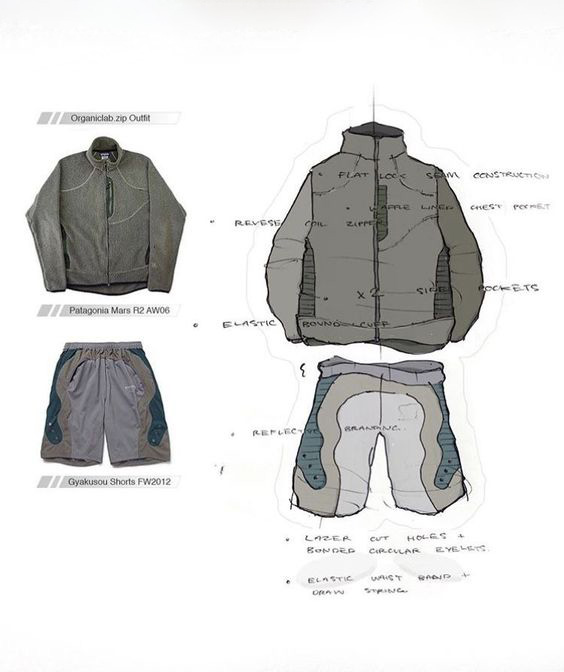 Organiclab.zip Outfit
Patagonia Mars R2 AW06
Gyakusou Shorts FW2012
• FLAT LOCK SEAM CONSTRUCTION
• WAFFLE LINED CHEST POCKET
• REVESE COIL ZIPPER
• x2 SIDE POCKETS
• ELASTIC BOUND CUFF
• REFLECTIVE BRANDING.
• LAZER CUT HOLES +
BONDED CIRCULAR EYELETS.
• ELASTIC WAIST BAND +
DRAW STRING